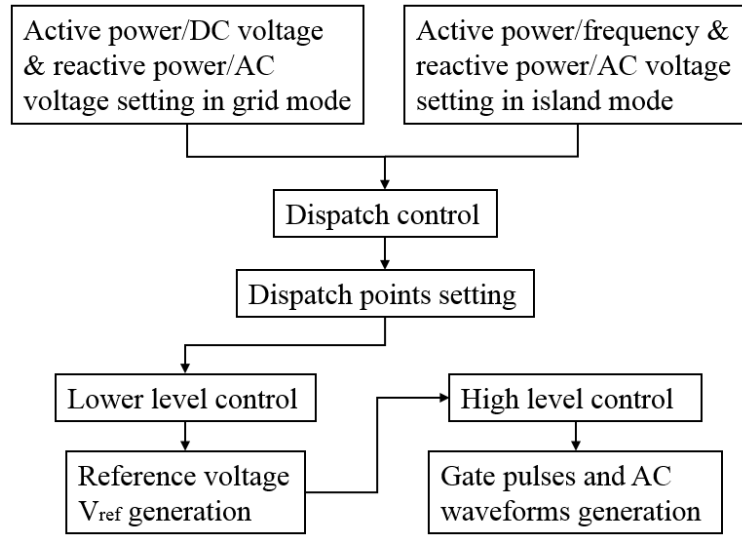 Active power/DC voltage
& reactive power/AC
voltage setting in grid mode
Active power/frequency &
reactive power/AC voltage
setting in island mode
Dispatch control
Dispatch points setting
Lower level control
High level control
Reference voltage
Vref generation
Gate pulses and AC
waveforms generation